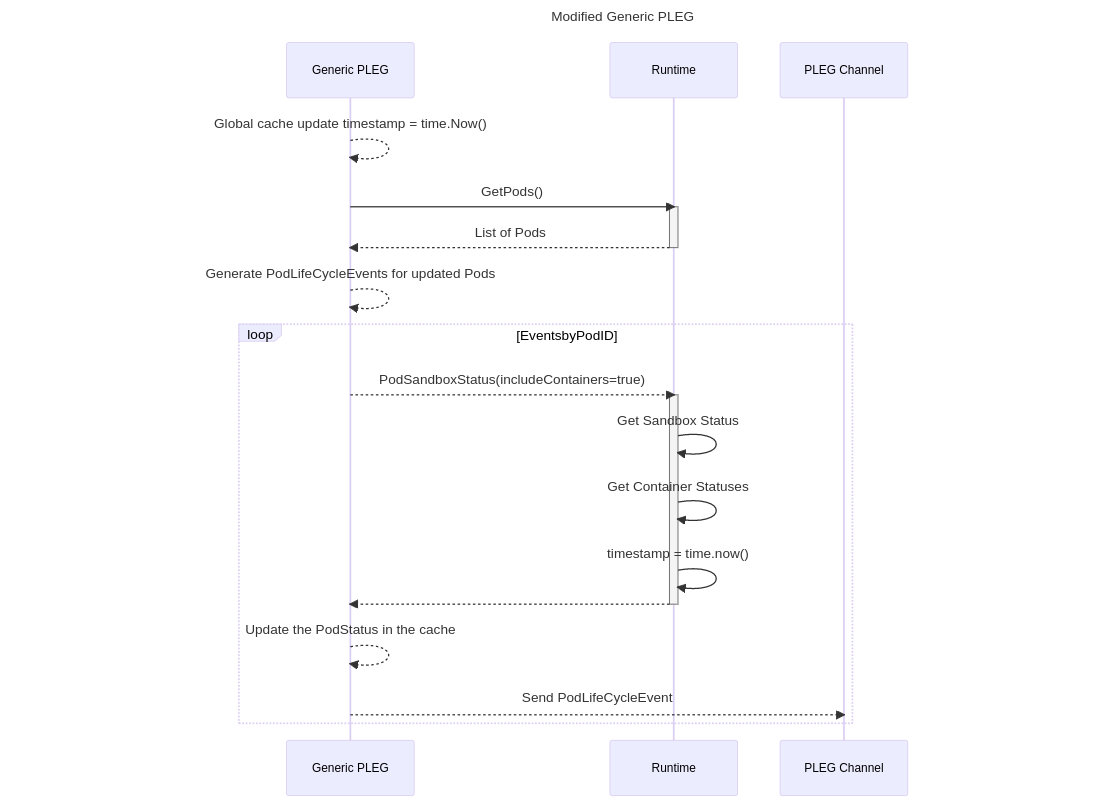 Modified Generic PLEG
Generic PLEG
Runtime
PLEG Channel
Global cache update timestamp = time.Now()
GetPods()
List of Pods
Generate PodLifeCycleEvents for updated Pods
loop
[EventsbyPodID]
PodSandboxStatus(includeContainers=true)
Get Sandbox Status
Get Container Statuses
timestamp = time.now()
Update the PodStatus in the cache
Send PodLifeCycleEvent
Generic PLEG
Runtime
PLEG Channel